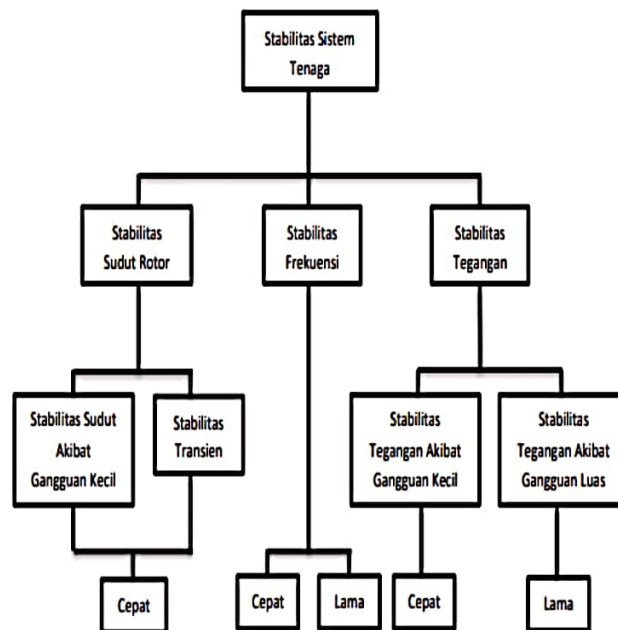 Stabilitas Sistem
Tenaga
Stabilitas
Sudut Rotor
Stabilitas
Frekuensi
Stabilitas
Tegangan
Stabilitas Sudut
Akibat
Gangguan Kecil
Stabilitas
Transien
Stabilitas
Tegangan Akibat
Gangguan Kecil
Stabilitas
Tegangan Akibat
Gangguan Luas
Cepat
Cepat
Lama
Cepat
Lama